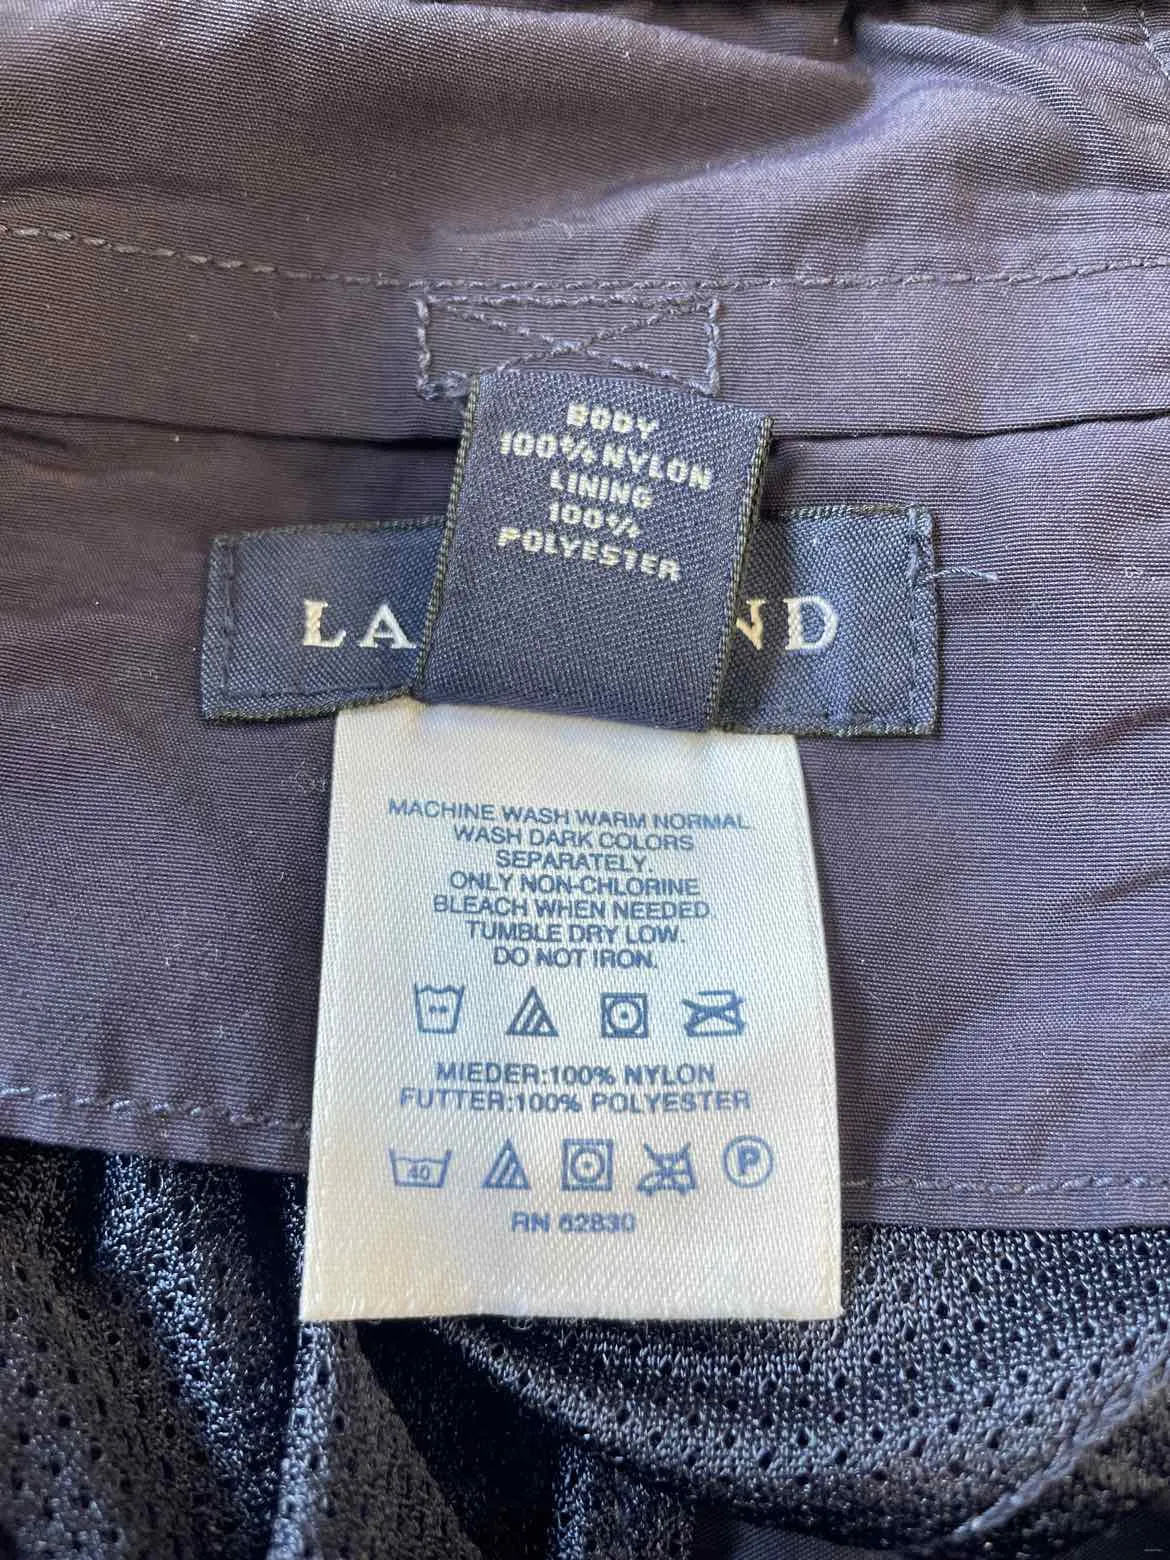 BODY
100% NYLON
LINING
100%
POLYESTER
LA ND
MACHINE WASH WARM NORMAL
WASH DARK COLORS
SEPARATELY.
ONLY NON-CHLORINE
BLEACH WHEN NEEDED.
TUMBLE DRY LOW.
DO NOT IRON.
MIEDER:100% NYLON
FUTTER:100% POLYESTER
40
P
RN 62830